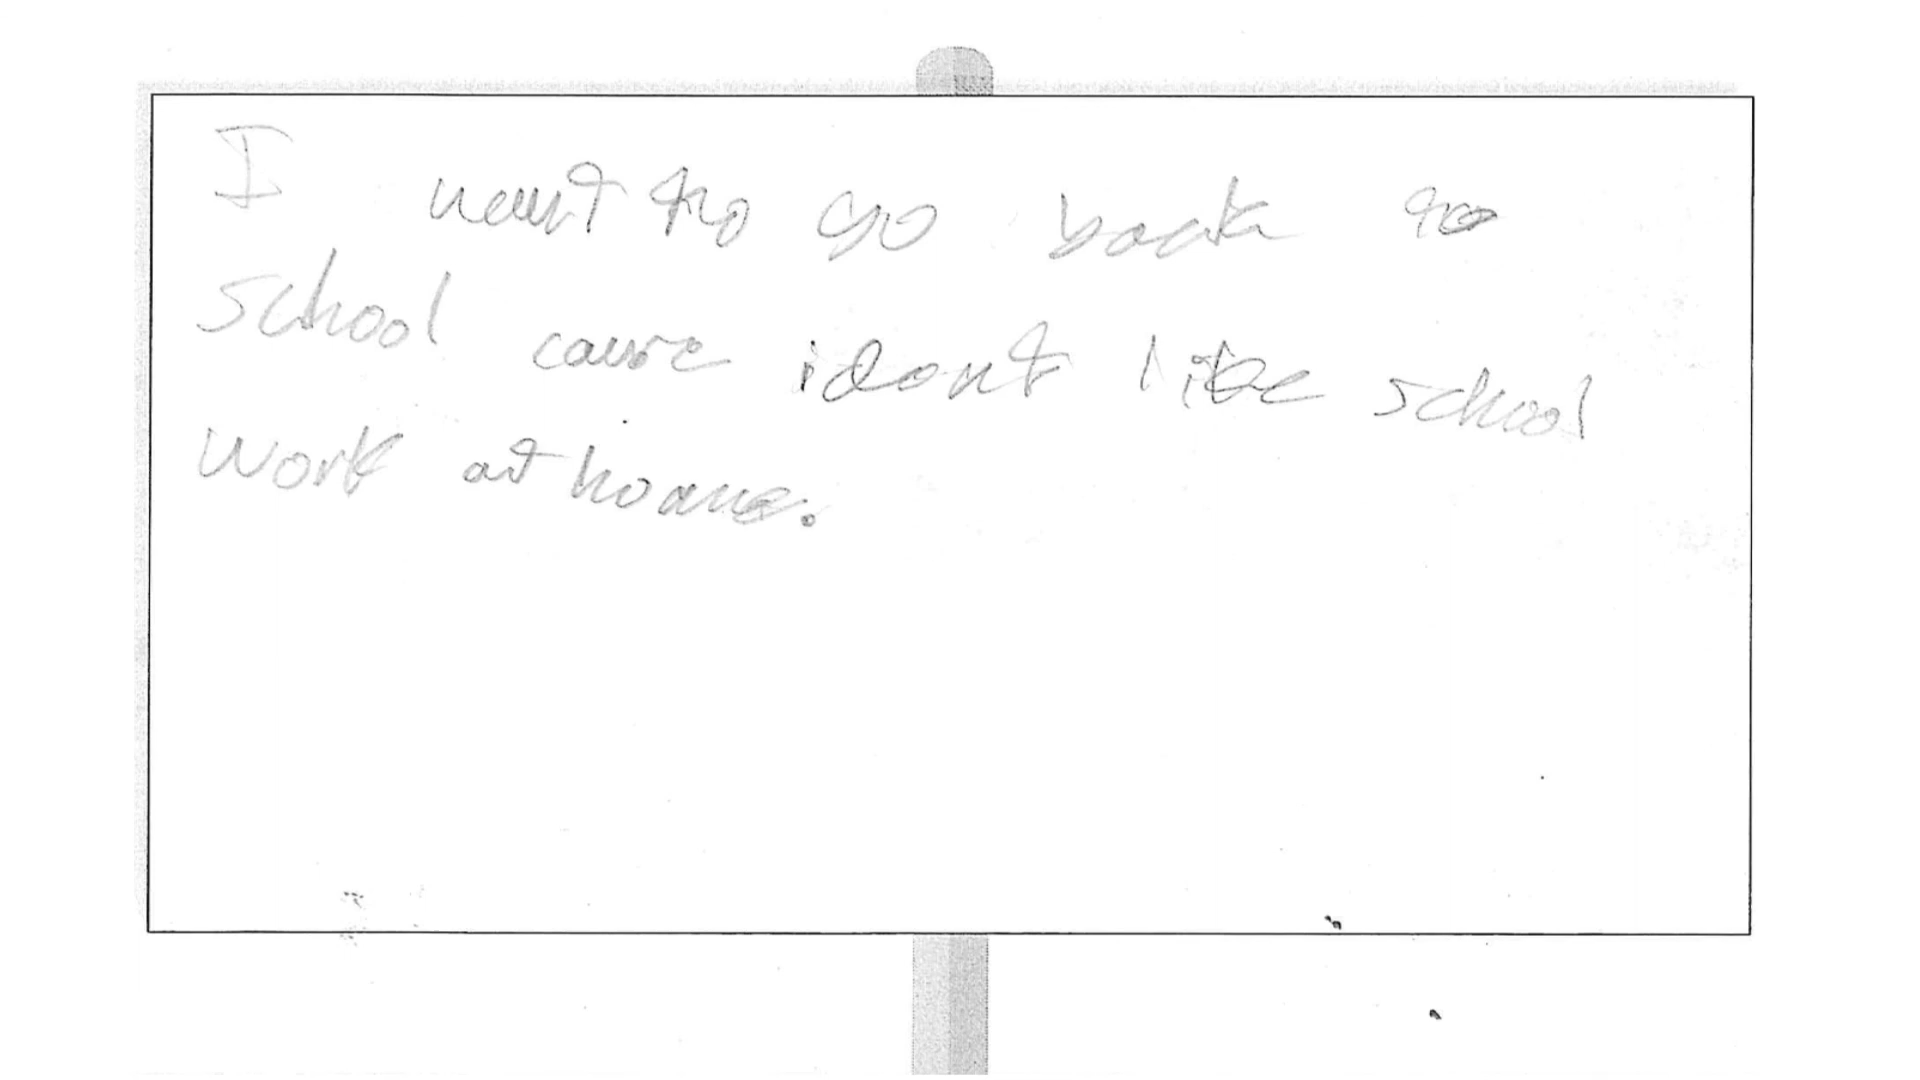 I want to go back to
school cause i dont like school
work at home.